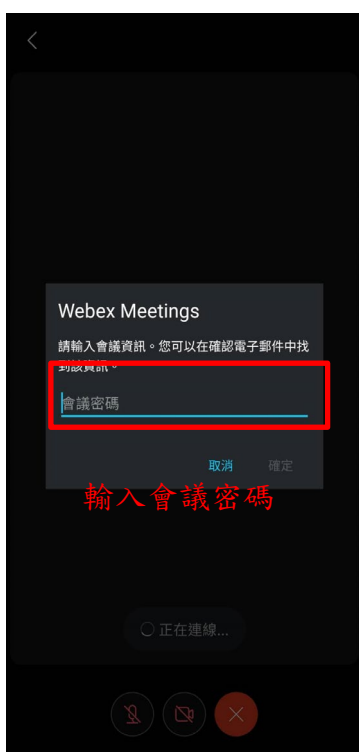 Webex Meetings
請輸入會議資訊。您可以在確認電子郵件中找
到該資訊。
會議密碼
取消 確定
輸入會議密碼
正在連線...